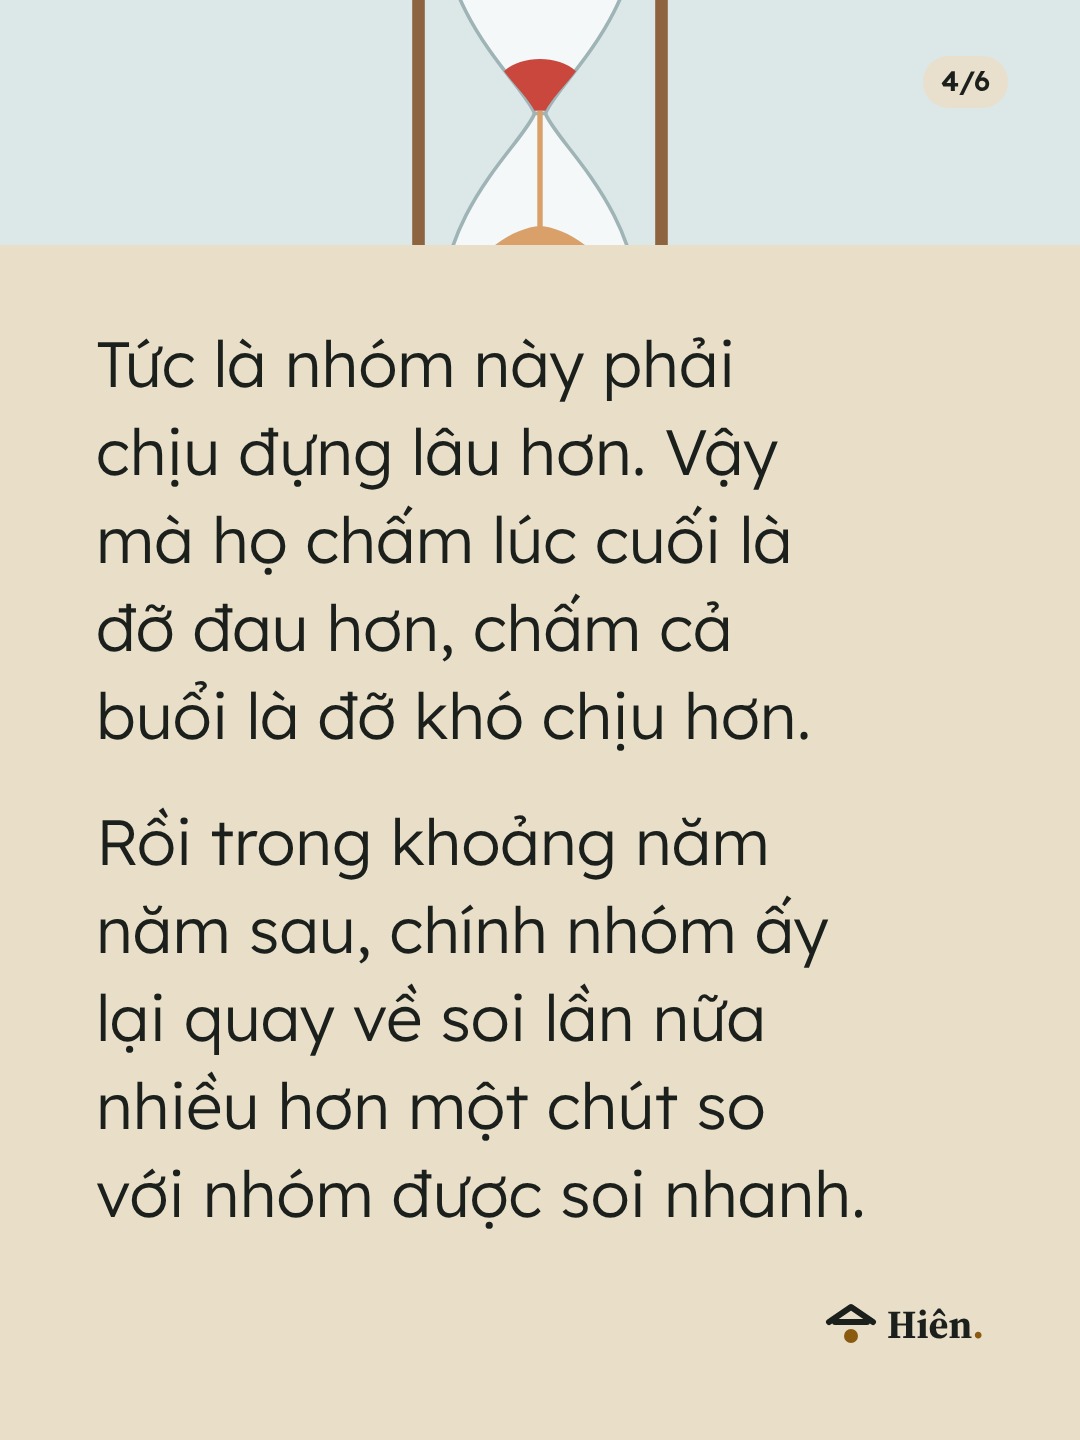 4/6
Tức là nhóm này phải
chịu đựng lâu hơn. Vậy
mà họ chấm lúc cuối là
đỡ đau hơn, chấm cả
buổi là đỡ khó chịu hơn.
Rồi trong khoảng năm
năm sau, chính nhóm ấy
lại quay về soi lần nữa
nhiều hơn một chút so
với nhóm được soi nhanh.
Hiên.